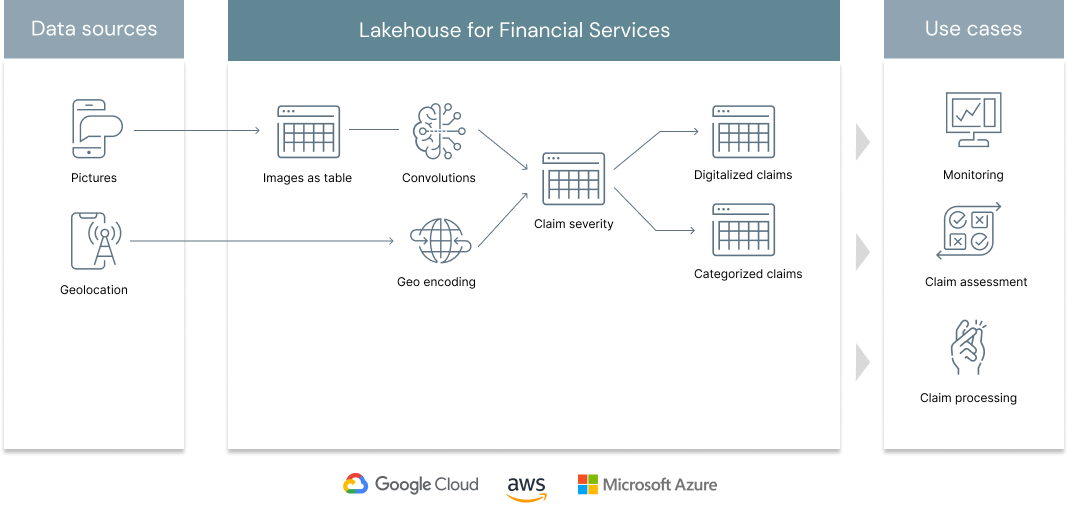 Data sources
Lakehouse for Financial Services
Use cases
Pictures
Images as table
Convolutions
Claim severity
Digitalized claims
Monitoring
Geolocation
Geo encoding
Categorized claims
Claim assessment
Claim processing
Google Cloud
aws
Microsoft Azure